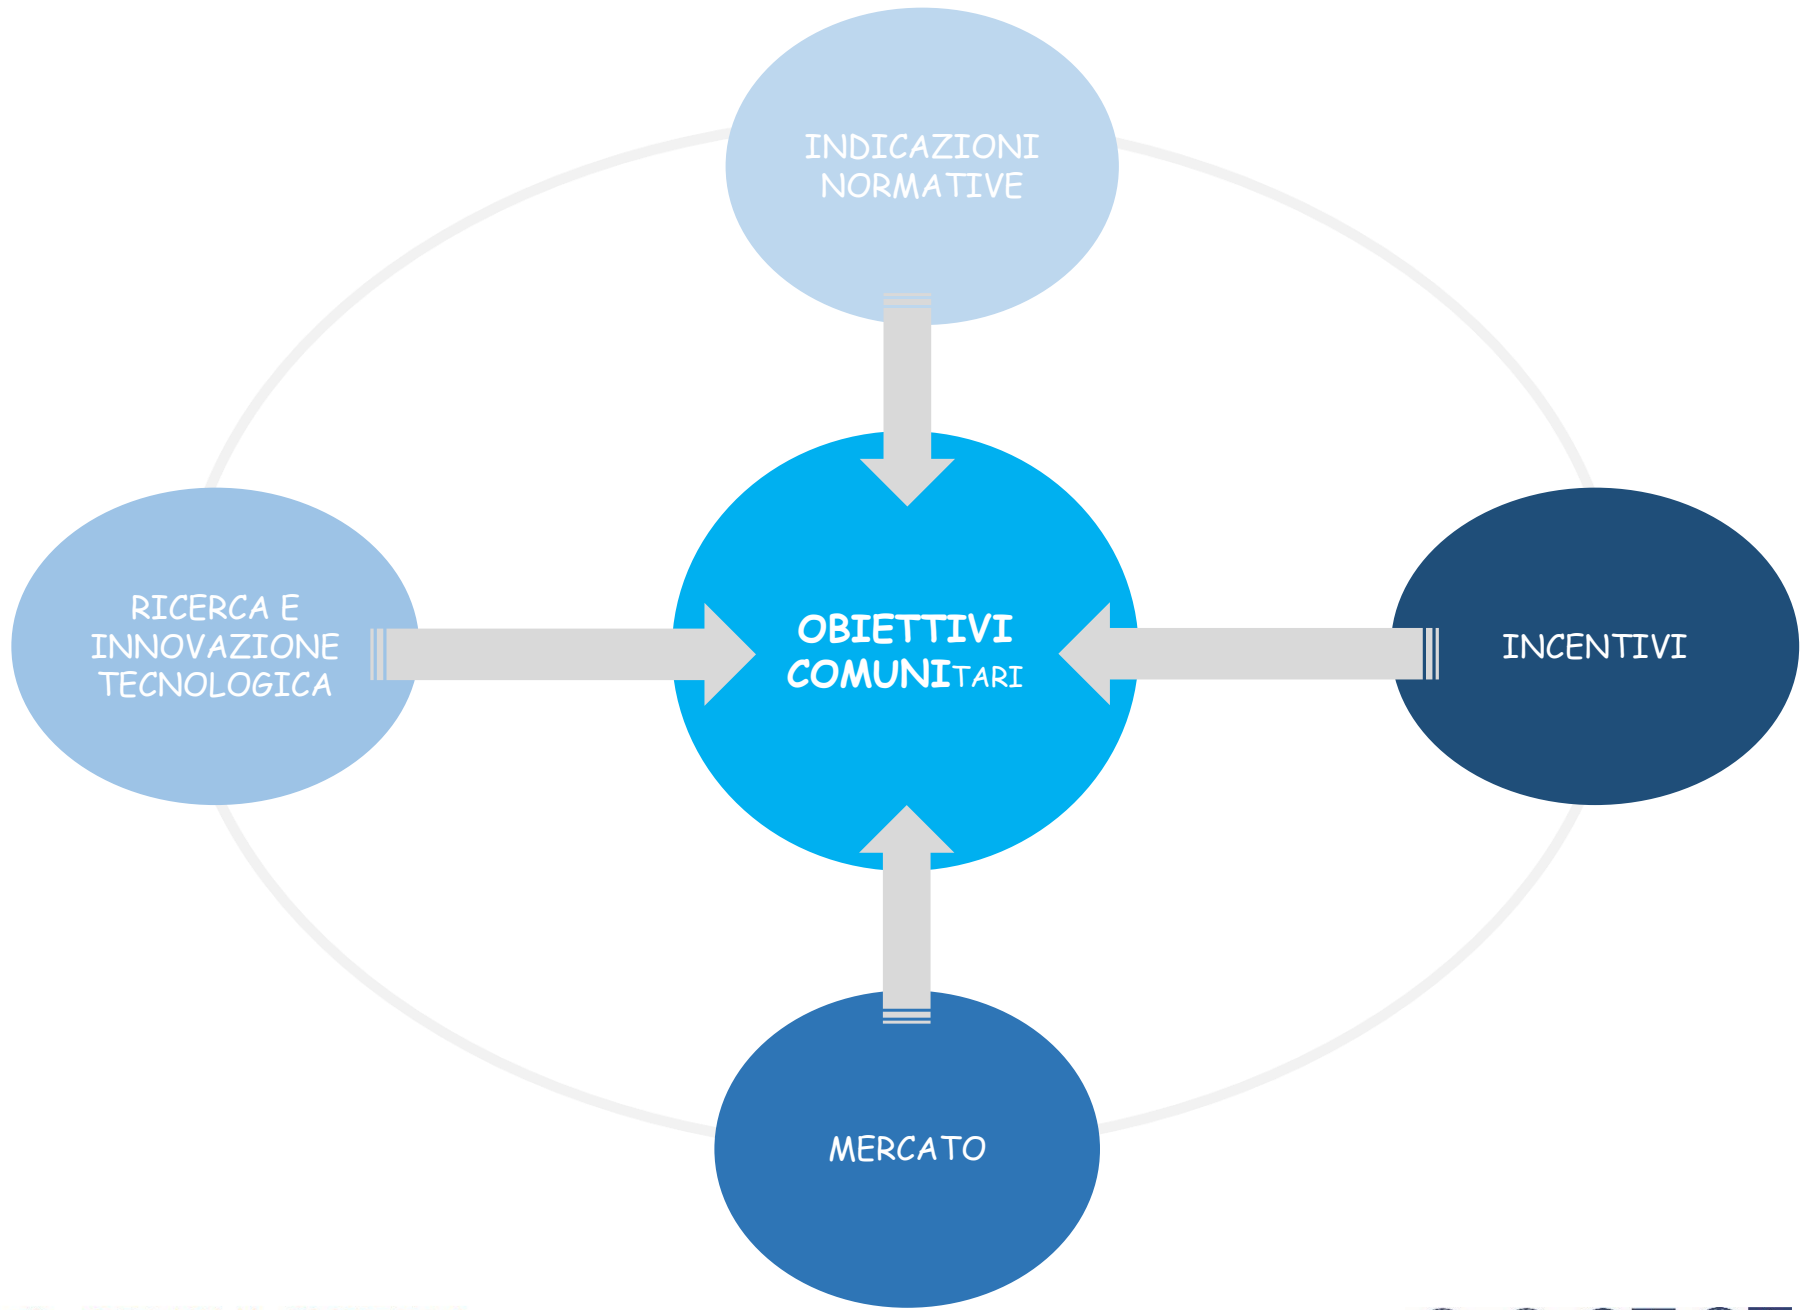 INDICAZIONI
NORMATIVE
RICERCA E
INNOVAZIONE
TECNOLOGICA
OBIETTIVI
COMUNITARI
INCENTIVI
MERCATO